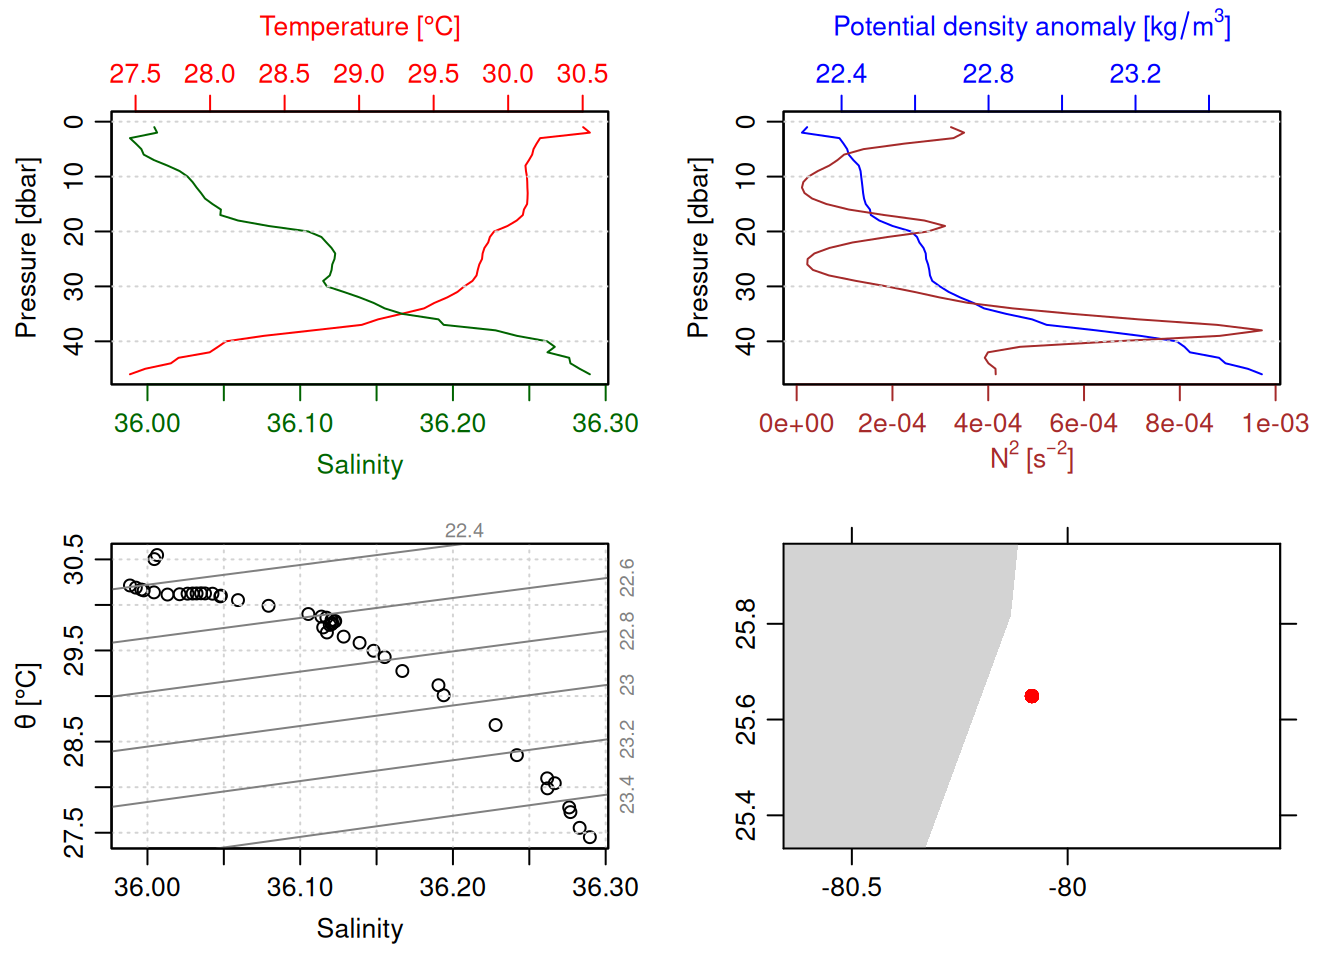 Temperature [°C]
27.5 28.0 28.5 29.0 29.5 30.0 30.5
Pressure [dbar]
0
10
20
30
40
36.00 36.10 36.20 36.30
Salinity
Potential density anomaly [kg/m³]
22.4 22.8 23.2
Pressure [dbar]
0
10
20
30
40
0e+00 2e-04 4e-04 6e-04 8e-04 1e-03
N² [s⁻²]
22.4
22.6
22.8
23
23.2
23.4
θ [°C]
30.5
29.5
28.5
27.5
36.00 36.10 36.20 36.30
Salinity
25.8
25.6
25.4
-80.5 -80